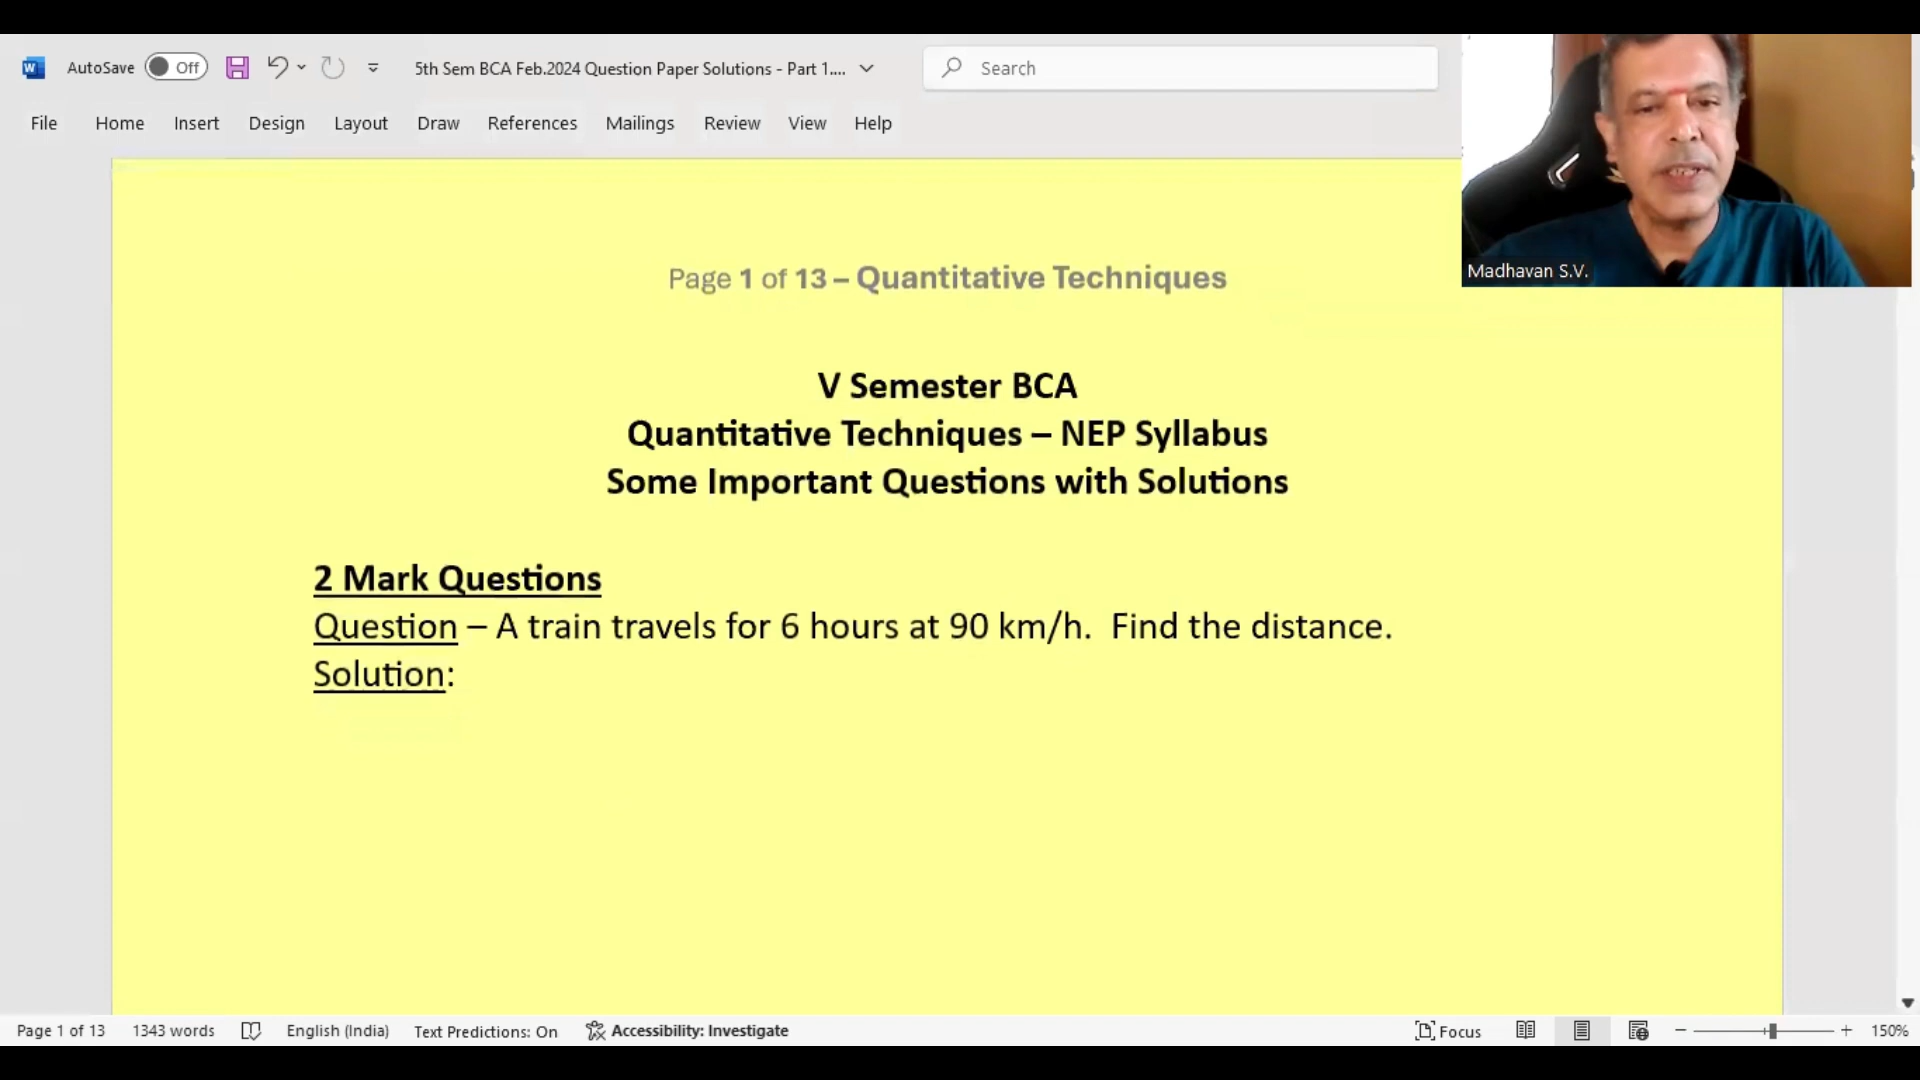 AutoSave Off 5th Sem BCA Feb.2024 Question Paper Solutions - Part 1.... Search
File Home Insert Design Layout Draw References Mailings Review View Help
Madhavan S.V.
Page 1 of 13 – Quantitative Techniques
V Semester BCA
Quantitative Techniques – NEP Syllabus
Some Important Questions with Solutions
2 Mark Questions
Question – A train travels for 6 hours at 90 km/h. Find the distance.
Solution:
Page 1 of 13 1343 words English (India) Text Predictions: On Accessibility: Investigate Focus 150%